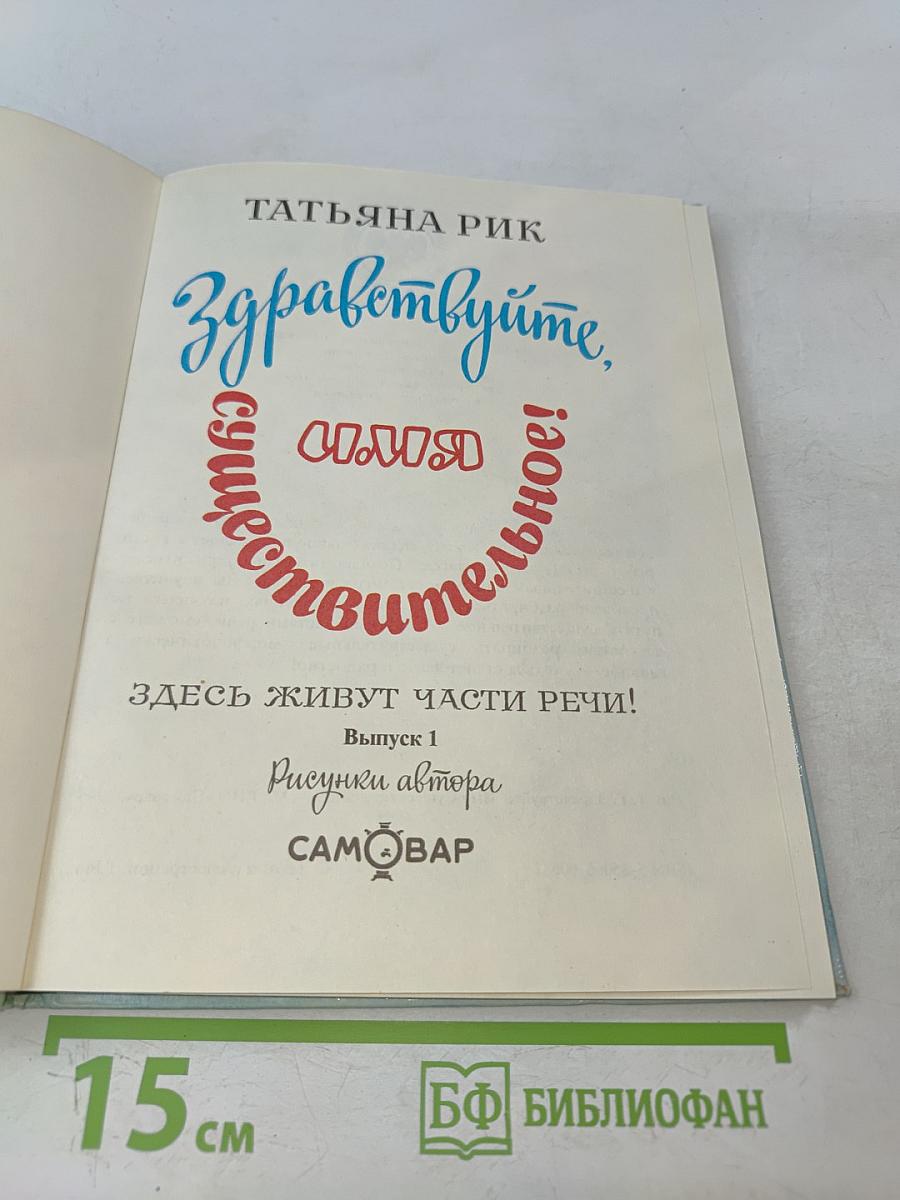 ТАТЬЯНА РИК
Здравствуйте,
имя
существительное!
ЗДЕСЬ ЖИВУТ ЧАСТИ РЕЧИ!
Выпуск 1
Рисунки автора
САМОВАР
15 см
БФ БИБЛИОФАН